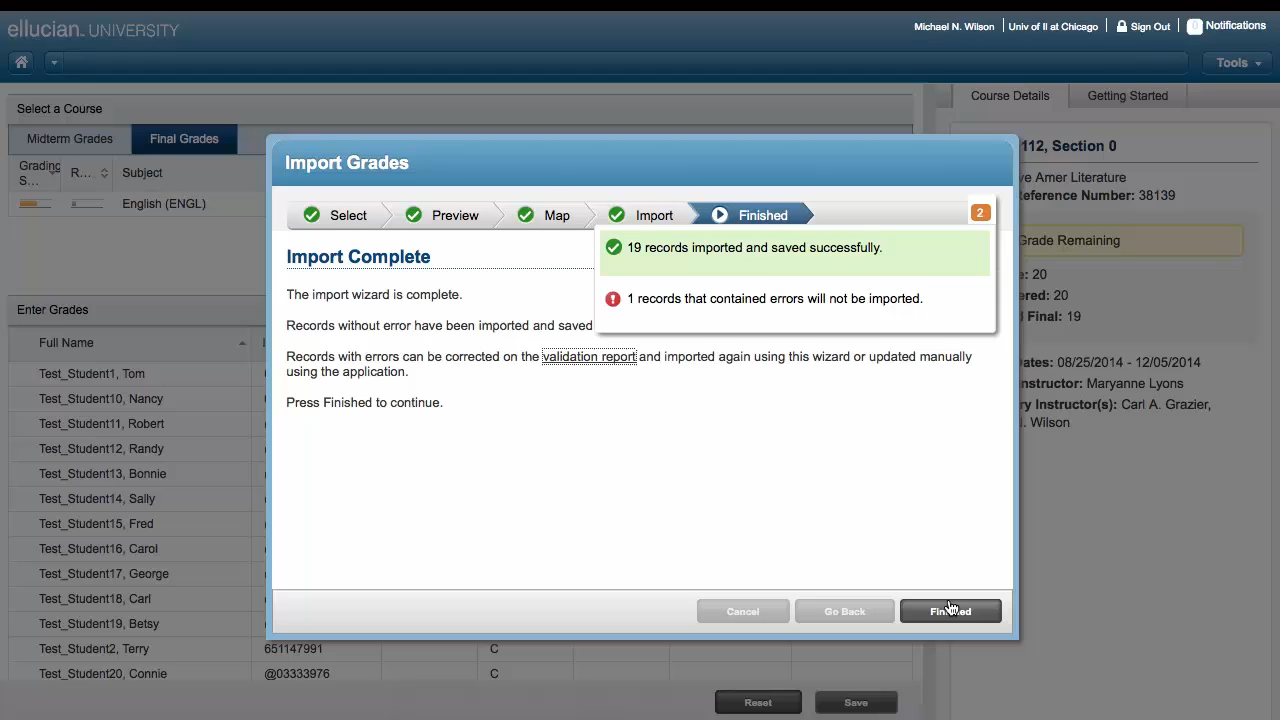 ellucian. UNIVERSITY
Michael N. Wilson
Univ of Il at Chicago
Sign Out
0 Notifications
Tools
Select a Course
Midterm Grades
Final Grades
Grading S...
R...
Subject
English (ENGL)
Enter Grades
Full Name
Test_Student1, Tom
Test_Student10, Nancy
Test_Student11, Robert
Test_Student12, Randy
Test_Student13, Bonnie
Test_Student14, Sally
Test_Student15, Fred
Test_Student16, Carol
Test_Student17, George
Test_Student18, Carl
Test_Student19, Betsy
Test_Student2, Terry 651147991 C
Test_Student20, Connie @03333976 C
Reset
Save
Import Grades
Select
Preview
Map
Import
Finished
2
19 records imported and saved successfully.
1 records that contained errors will not be imported.
Import Complete
The import wizard is complete.
Records without error have been imported and saved
Records with errors can be corrected on the validation report and imported again using this wizard or updated manually
using the application.
Press Finished to continue.
Cancel
Go Back
Course Details
Getting Started
112, Section 0
Amer Literature
Number: 38139
Grade Remaining
20
20
Final: 19
08/25/2014 - 12/05/2014
Maryanne Lyons
Instructor(s): Carl A. Grazier,
Wilson